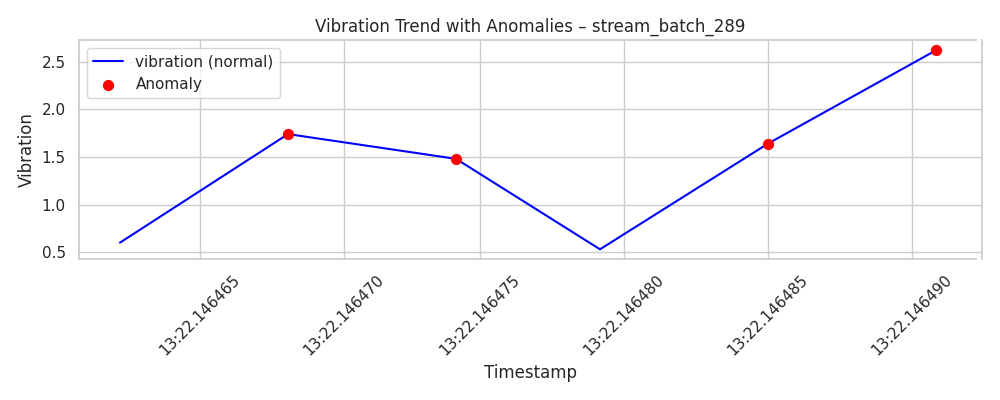 Vibration Trend with Anomalies – stream_batch_289
vibration (normal)
Anomaly
Vibration
2.5
2.0
1.5
1.0
0.5
13:22.146465
13:22.146470
13:22.146475
13:22.146480
13:22.146485
13:22.146490
Timestamp